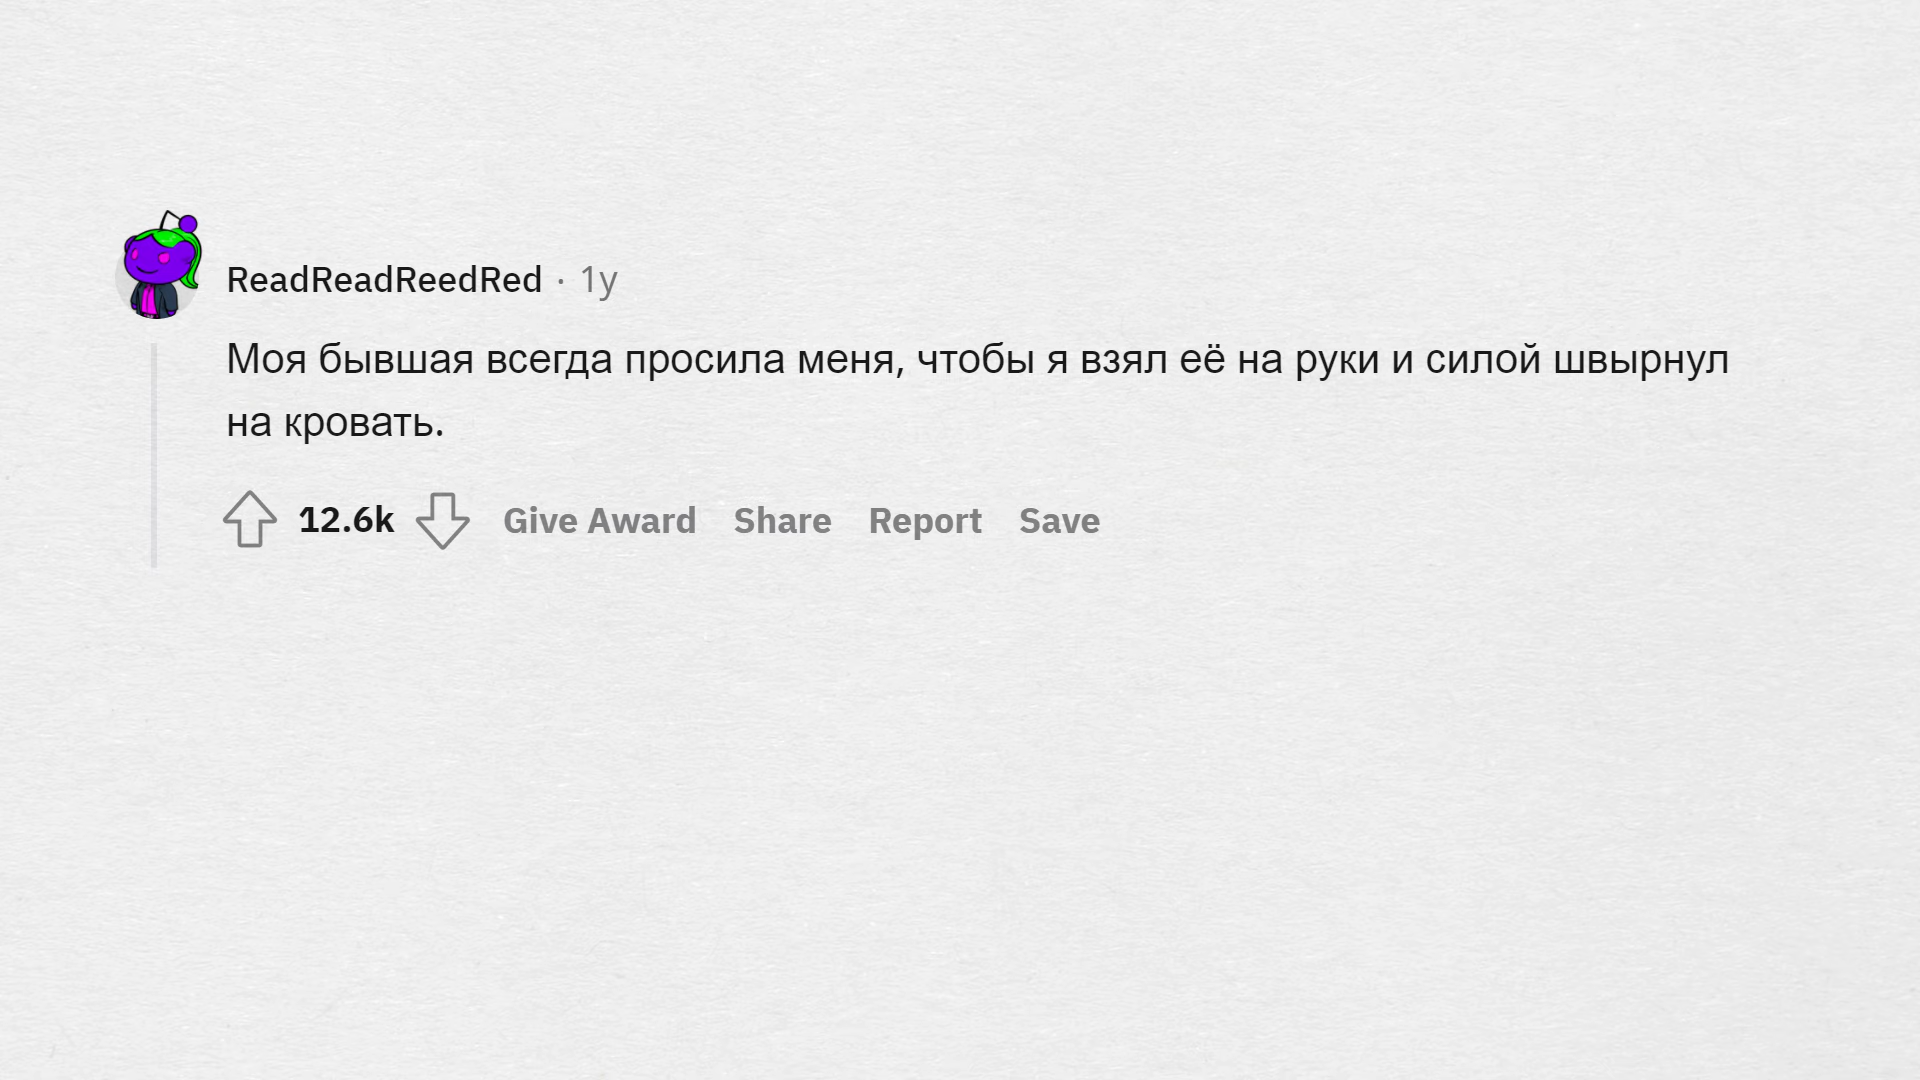 ReadReadReedRed · 1y
Моя бывшая всегда просила меня, чтобы я взял её на руки и силой швырнул
на кровать.
12.6k Give Award Share Report Save